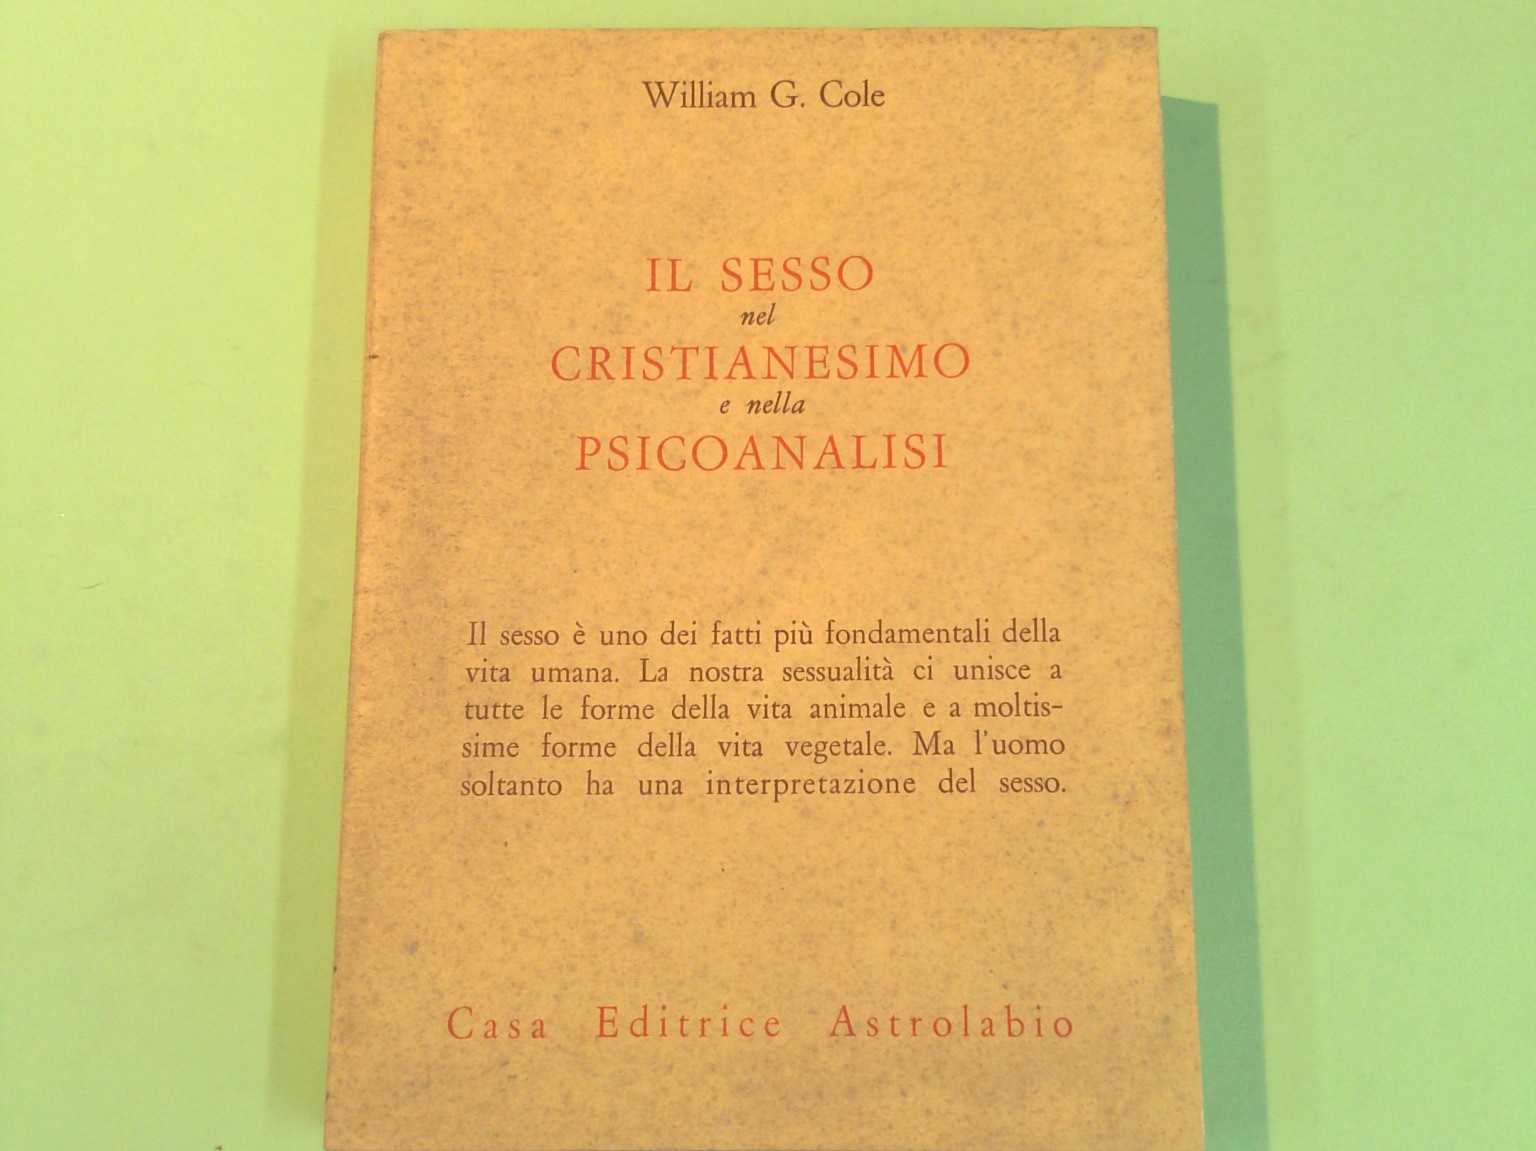 William G. Cole
IL SESSO
nel
CRISTIANESIMO
e nella
PSICOANALISI
Il sesso è uno dei fatti più fondamentali della
vita umana. La nostra sessualità ci unisce a
tutte le forme della vita animale e a moltis-
sime forme della vita vegetale. Ma l'uomo
soltanto ha una interpretazione del sesso.
Casa Editrice Astrolabio